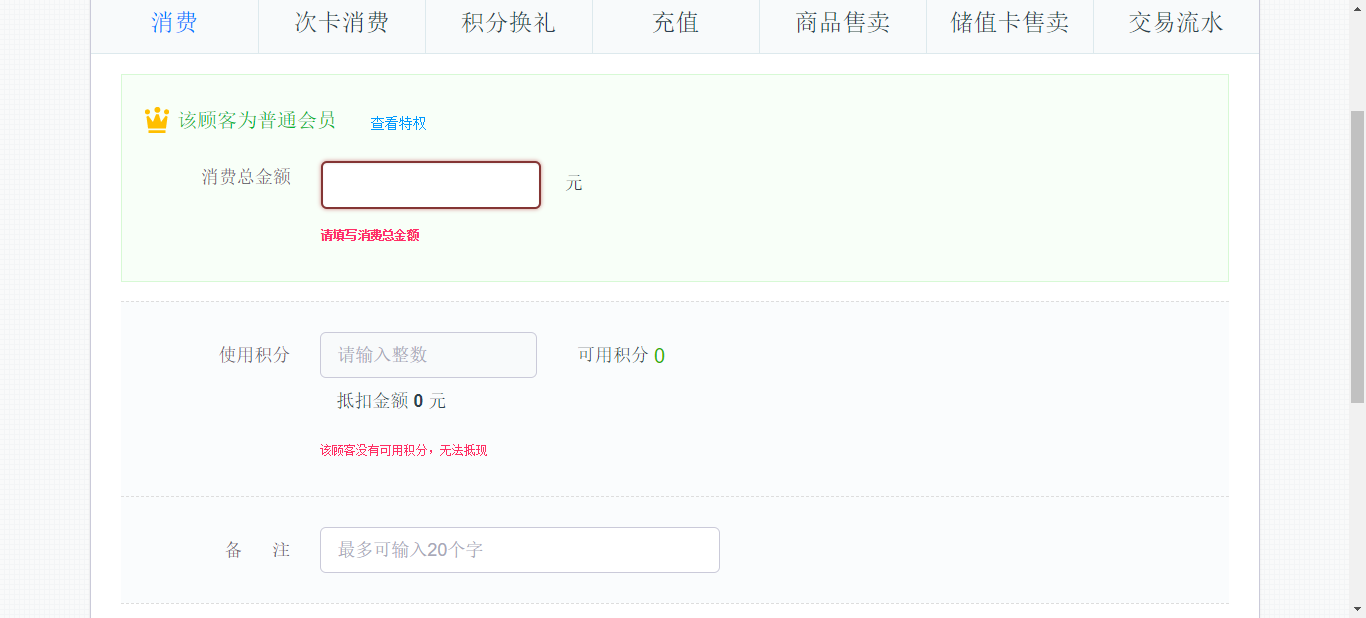 消费 次卡消费 积分换礼 充值 商品售卖 储值卡售卖 交易流水
该顾客为普通会员 查看特权
消费总金额 元
请填写消费总金额
使用积分 请输入整数 可用积分 0
抵扣金额 0 元
该顾客没有可用积分，无法抵现
备 注 最多可输入20个字